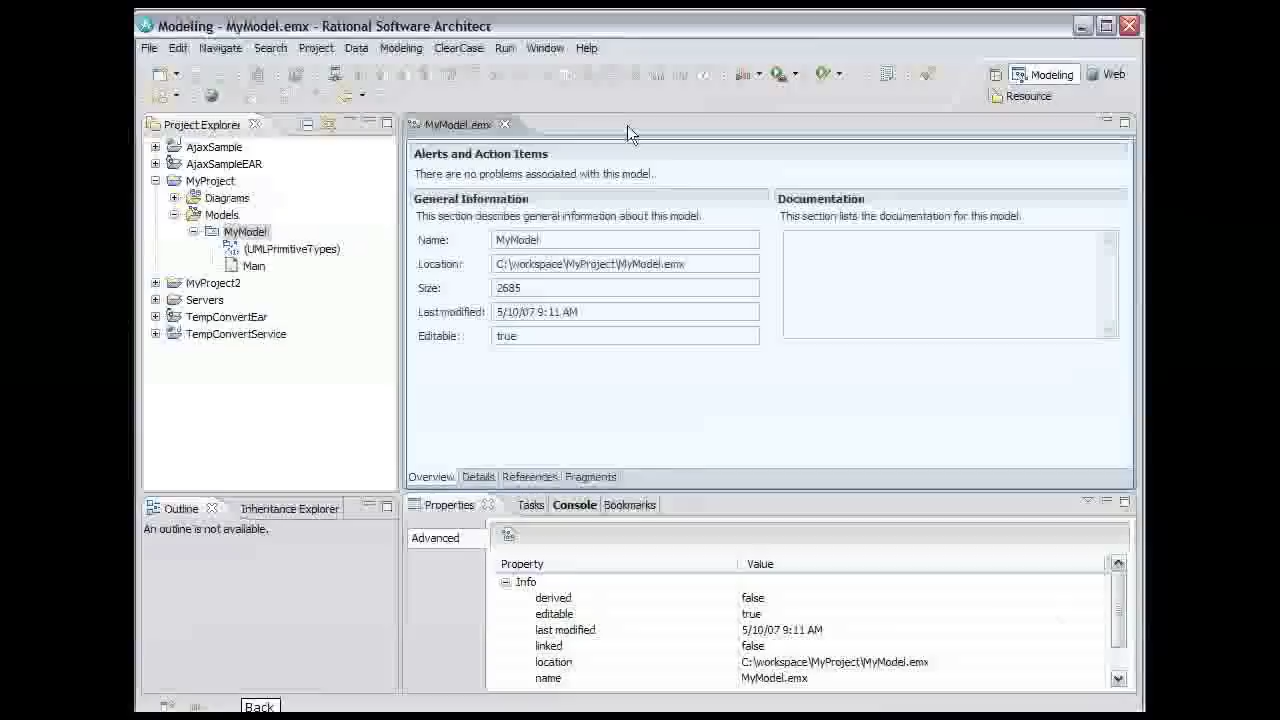 Modeling - MyModel.emx - Rational Software Architect
File Edit Navigate Search Project Data Modeling ClearCase Run Window Help
Modeling Web
Resource
Project Explorer
AjaxSample
AjaxSampleEAR
MyProject
Diagrams
Models
MyModel
(UMLPrimitiveTypes)
Main
MyProject2
Servers
TempConvertEar
TempConvertService
MyModel.emx
Alerts and Action Items
There are no problems associated with this model.
General Information
This section describes general information about this model.
Name: MyModel
Location: C:\workspace\MyProject\MyModel.emx
Size: 2685
Last modified: 5/10/07 9:11 AM
Editable: true
Documentation
This section lists the documentation for this model.
Overview Details References Fragments
Outline Inheritance Explorer
An outline is not available.
Properties Tasks Console Bookmarks
Advanced
Property Value
Info
derived false
editable true
last modified 5/10/07 9:11 AM
linked false
location C:\workspace\MyProject\MyModel.emx
name MyModel.emx
Back